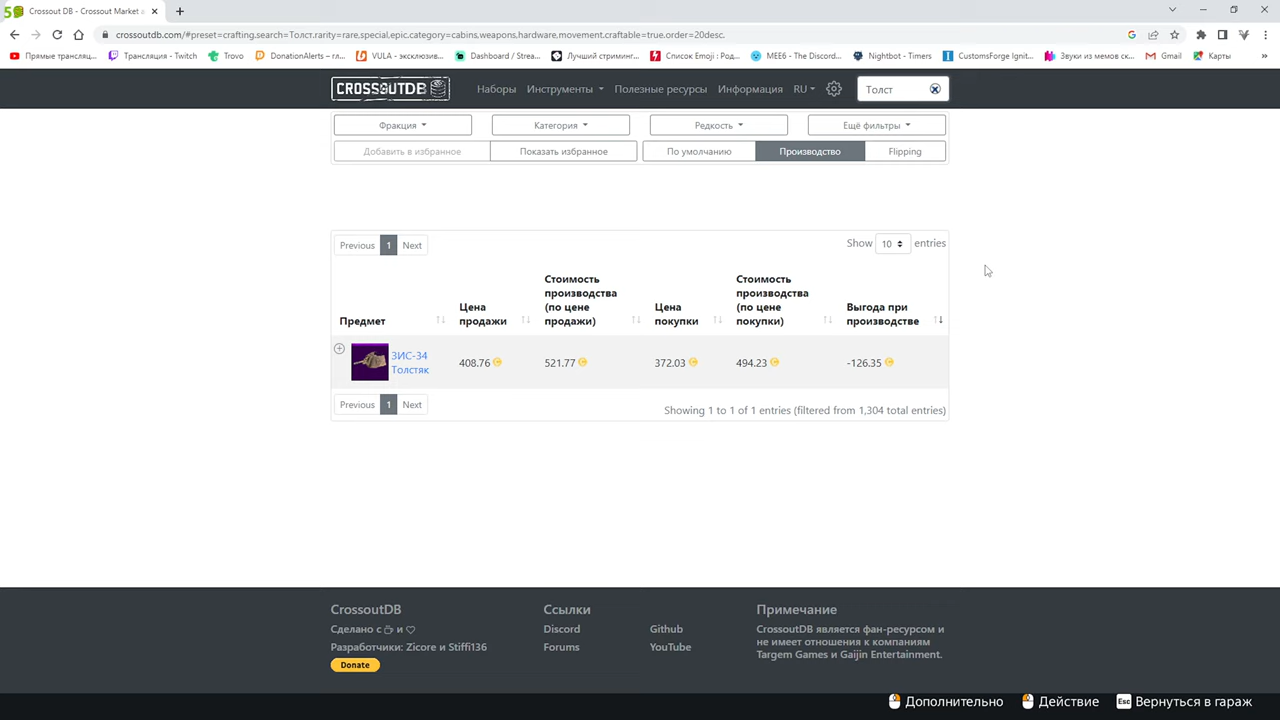 Crossout DB - Crossout Market a
crossoutdb.com/#preset=crafting.search=Толст.rarity=rare.special.epic.category=cabins.weapons.hardware.movement.craftable=true.order=20desc.
Прямые трансляц... Трансляция - Twitch Trovo DonationAlerts – гл... VULA - эксклюзив... Dashboard / Strea... Лучший стриминг... Список Emoji : Род... MEE6 - The Discord... Nightbot - Timers CustomsForge Ignit... Звуки из мемов ск... Gmail Карты »
CROSSOUTDB Наборы Инструменты Полезные ресурсы Информация RU Толст
Фракция Категория Редкость Ещё фильтры
Добавить в избранное Показать избранное По умолчанию Производство Flipping
Previous 1 Next Show 10 entries
Предмет Цена продажи Стоимость производства (по цене продажи) Цена покупки Стоимость производства (по цене покупки) Выгода при производстве
ЗИС-34 Толстяк 408.76 521.77 372.03 494.23 -126.35
Previous 1 Next Showing 1 to 1 of 1 entries (filtered from 1,304 total entries)
CrossoutDB Ссылки Примечание
Сделано с и
Разработчики: Zicore и Stiffi136
Donate
Discord Github
Forums YouTube
CrossoutDB является фан-ресурсом и
не имеет отношения к компаниям
Targem Games и Gaijin Entertainment.
Дополнительно Действие Esc Вернуться в гараж